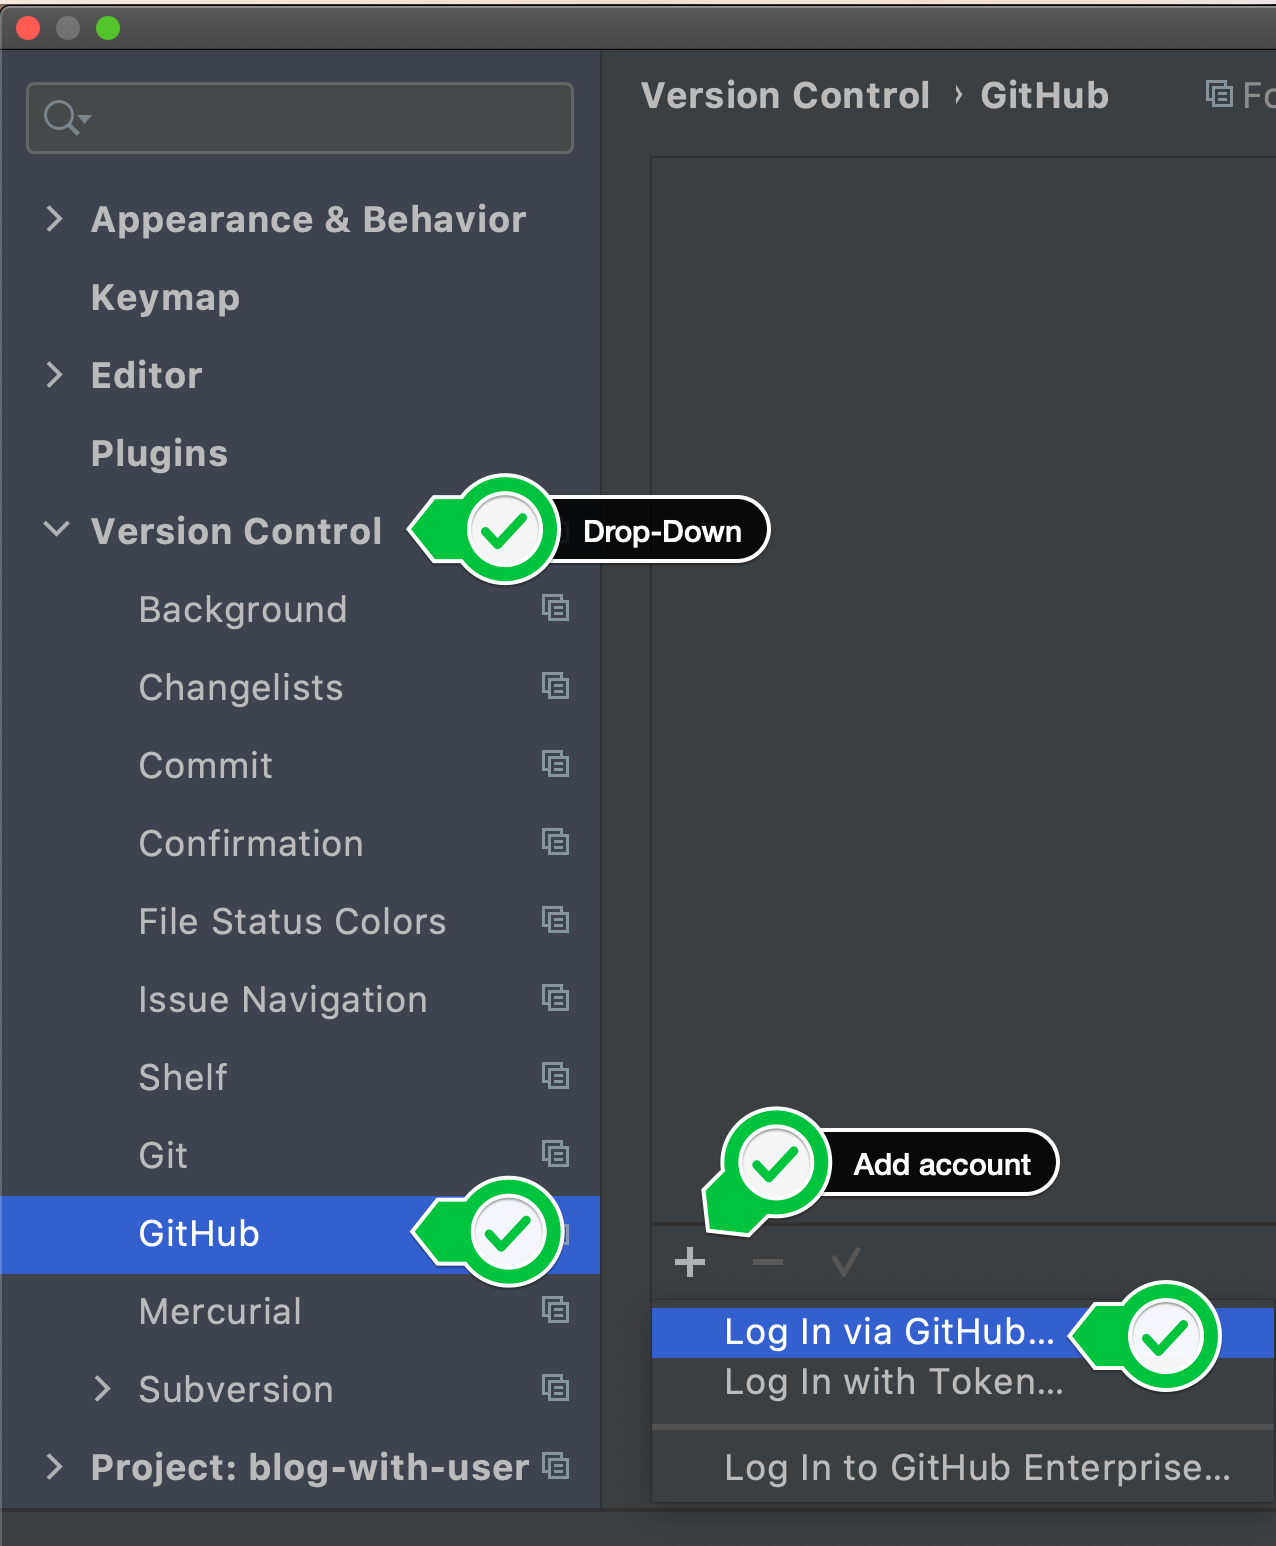 Version Control › GitHub
Appearance & Behavior
Keymap
Editor
Plugins
Version Control
Drop-Down
Background
Changelists
Commit
Confirmation
File Status Colors
Issue Navigation
Shelf
Git
Add account
GitHub
Mercurial
Log In via GitHub...
Subversion
Log In with Token...
Project: blog-with-user
Log In to GitHub Enterprise...